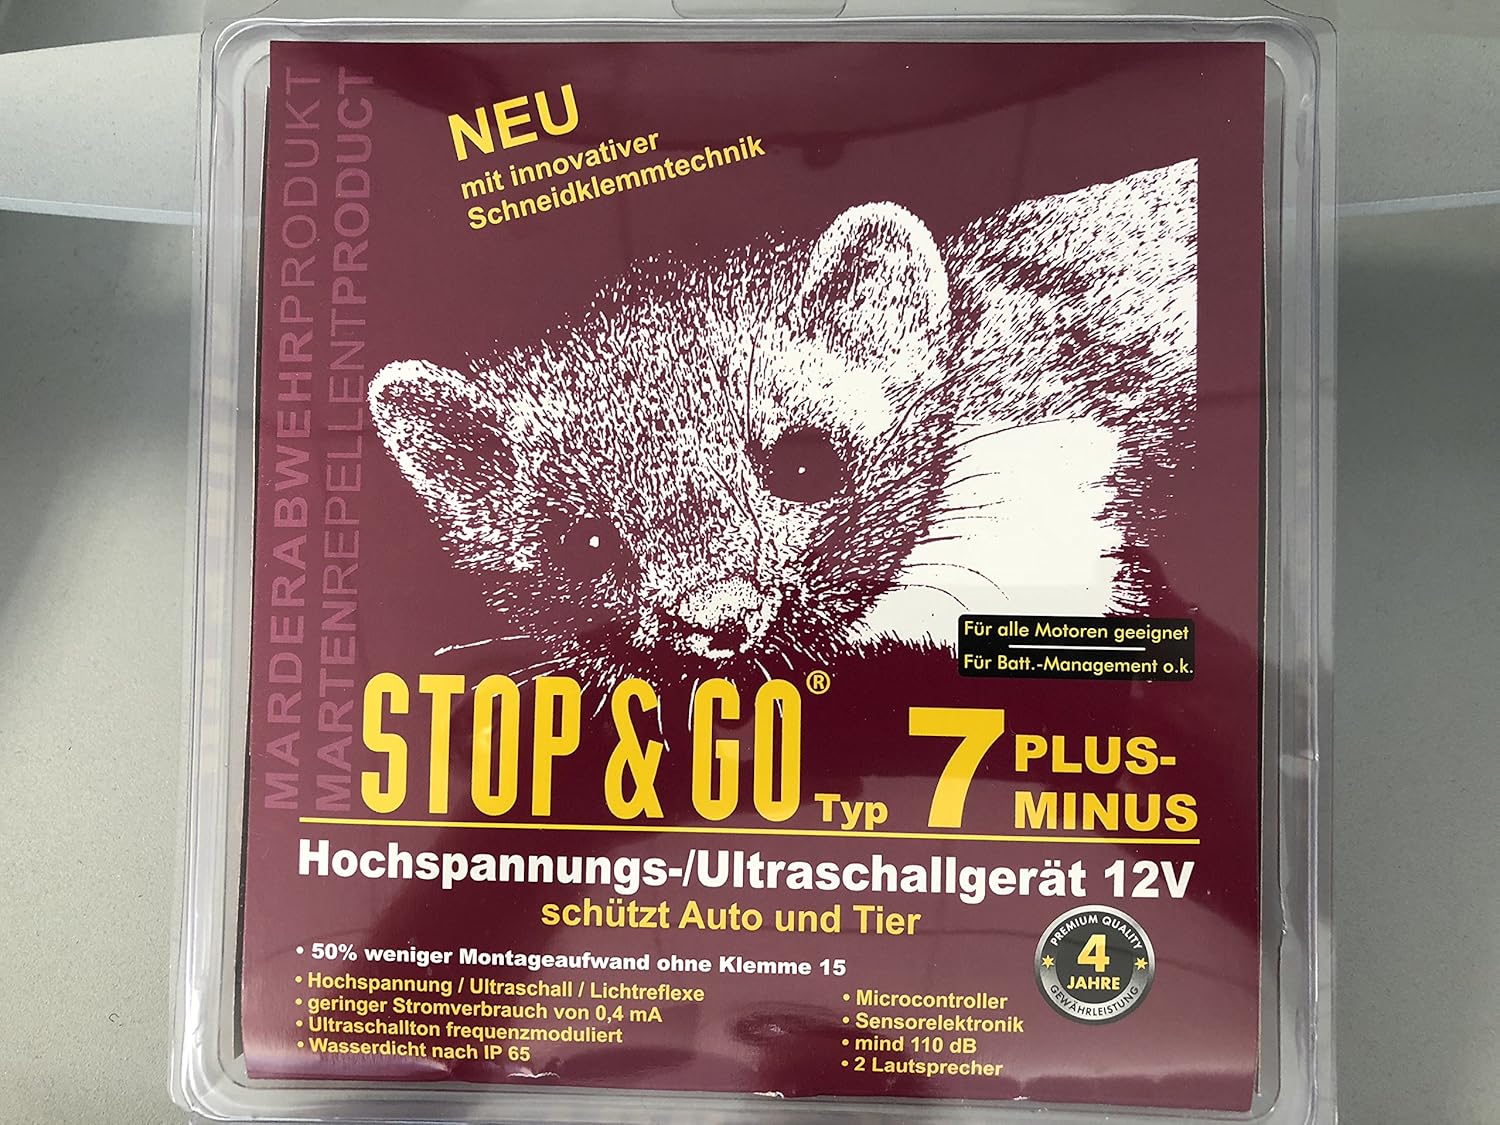 MARDERABWEHRPRODUKT
MARTENREPELLENTPRODUCT
NEU
mit innovativer
Schneidklemmtechnik
Für alle Motoren geeignet
Für Batt.-Management o.k.
STOP & GO® Typ 7 PLUS-
MINUS
Hochspannungs-/Ultraschallgerät 12V
schützt Auto und Tier
• 50% weniger Montageaufwand ohne Klemme 15
• Hochspannung / Ultraschall / Lichtreflexe
• geringer Stromverbrauch von 0,4 mA
• Ultraschallton frequenzmoduliert
• Wasserdicht nach IP 65
• Microcontroller
• Sensorelektronik
• mind 110 dB
• 2 Lautsprecher
PREMIUM QUALITY
4
JAHRE
GEWÄHRLEISTUNG